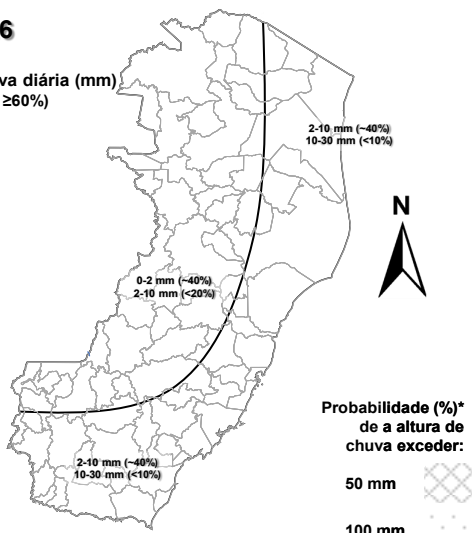 6
va diária (mm)
≥60%)
2-10 mm (~40%)
10-30 mm (<10%)
N
0-2 mm (~40%)
2-10 mm (<20%)
Probabilidade (%)*
de a altura de
chuva exceder:
50 mm
2-10 mm (~40%)
10-30 mm (<10%)
100 mm